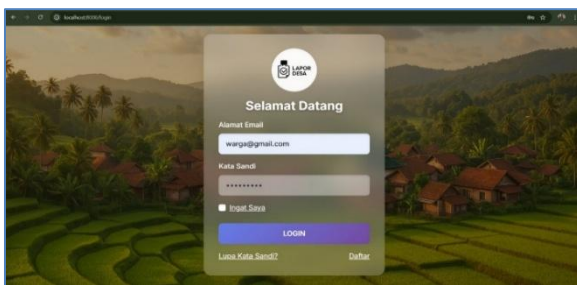 localhost:8000/login
LAPOR
DESA
Selamat Datang
Alamat Email
warga@gmail.com
Kata Sandi
Ingat Saya
LOGIN
Lupa Kata Sandi?
Daftar